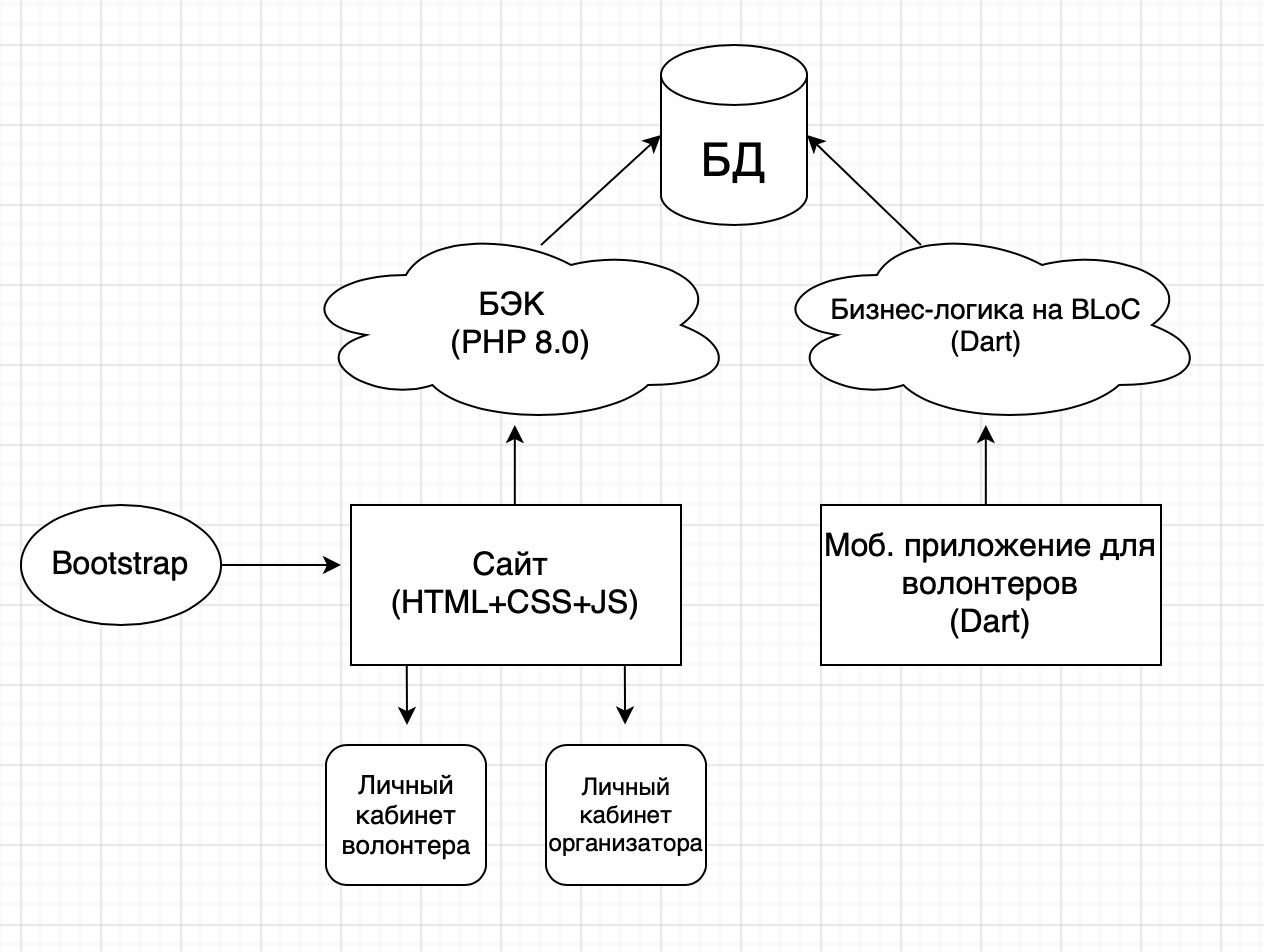 БД
БЭК
(PHP 8.0)
Бизнес-логика на BLoC
(Dart)
Bootstrap
Сайт
(HTML+CSS+JS)
Моб. приложение для
волонтеров
(Dart)
Личный
кабинет
волонтера
Личный
кабинет
организатора